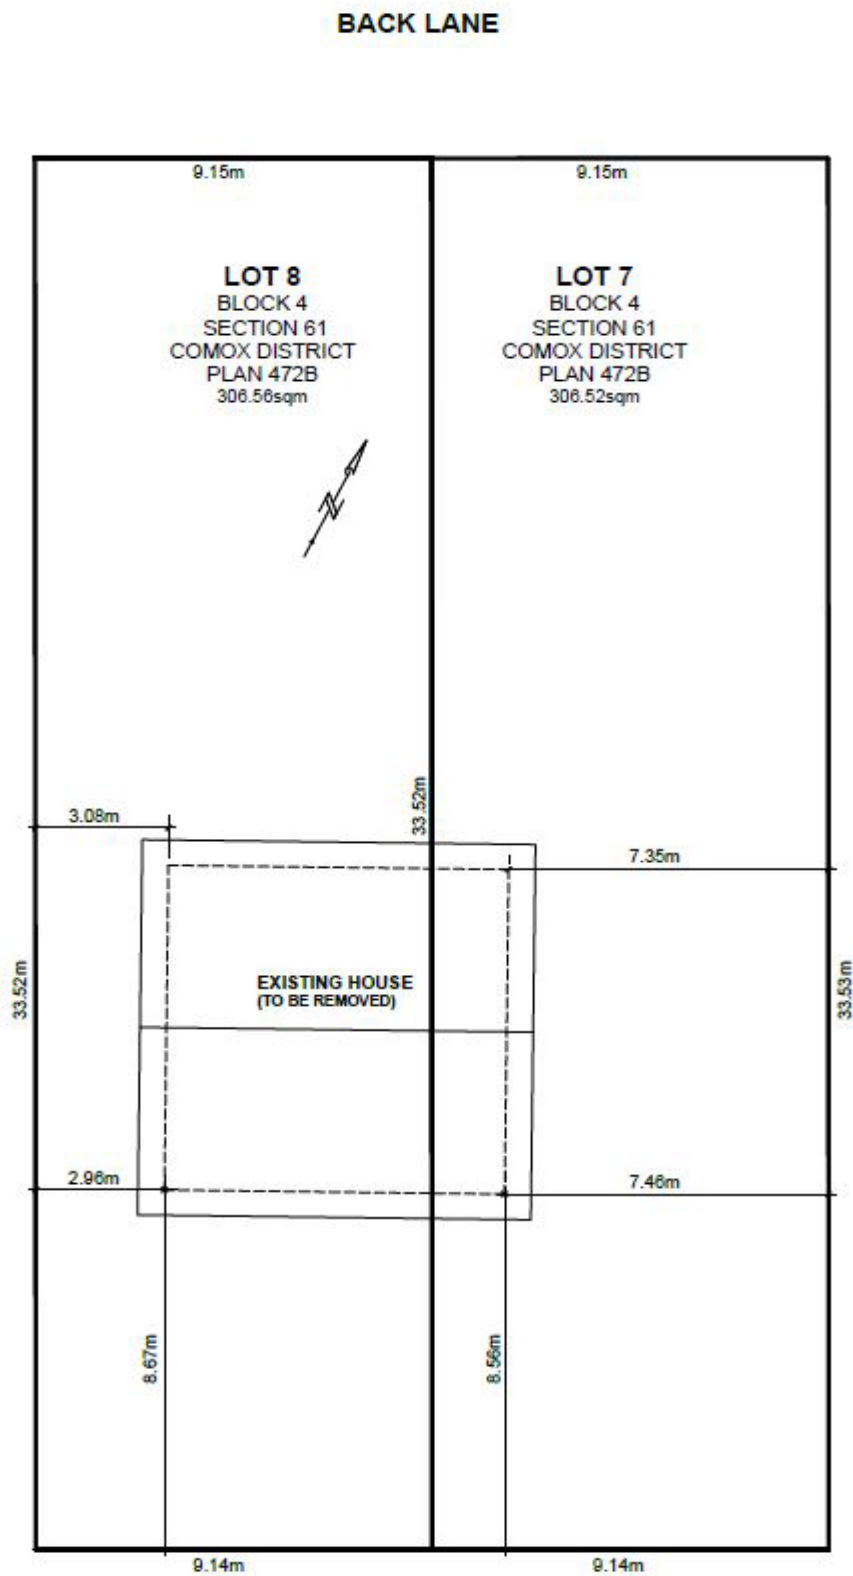 BACK LANE
9.15m
9.15m
LOT 8
BLOCK 4
SECTION 61
COMOX DISTRICT
PLAN 472B
306.56sqm
LOT 7
BLOCK 4
SECTION 61
COMOX DISTRICT
PLAN 472B
306.52sqm
N
33.52m
3.08m
7.35m
EXISTING HOUSE
(TO BE REMOVED)
33.52m
33.53m
2.96m
7.46m
8.67m
8.56m
9.14m
9.14m